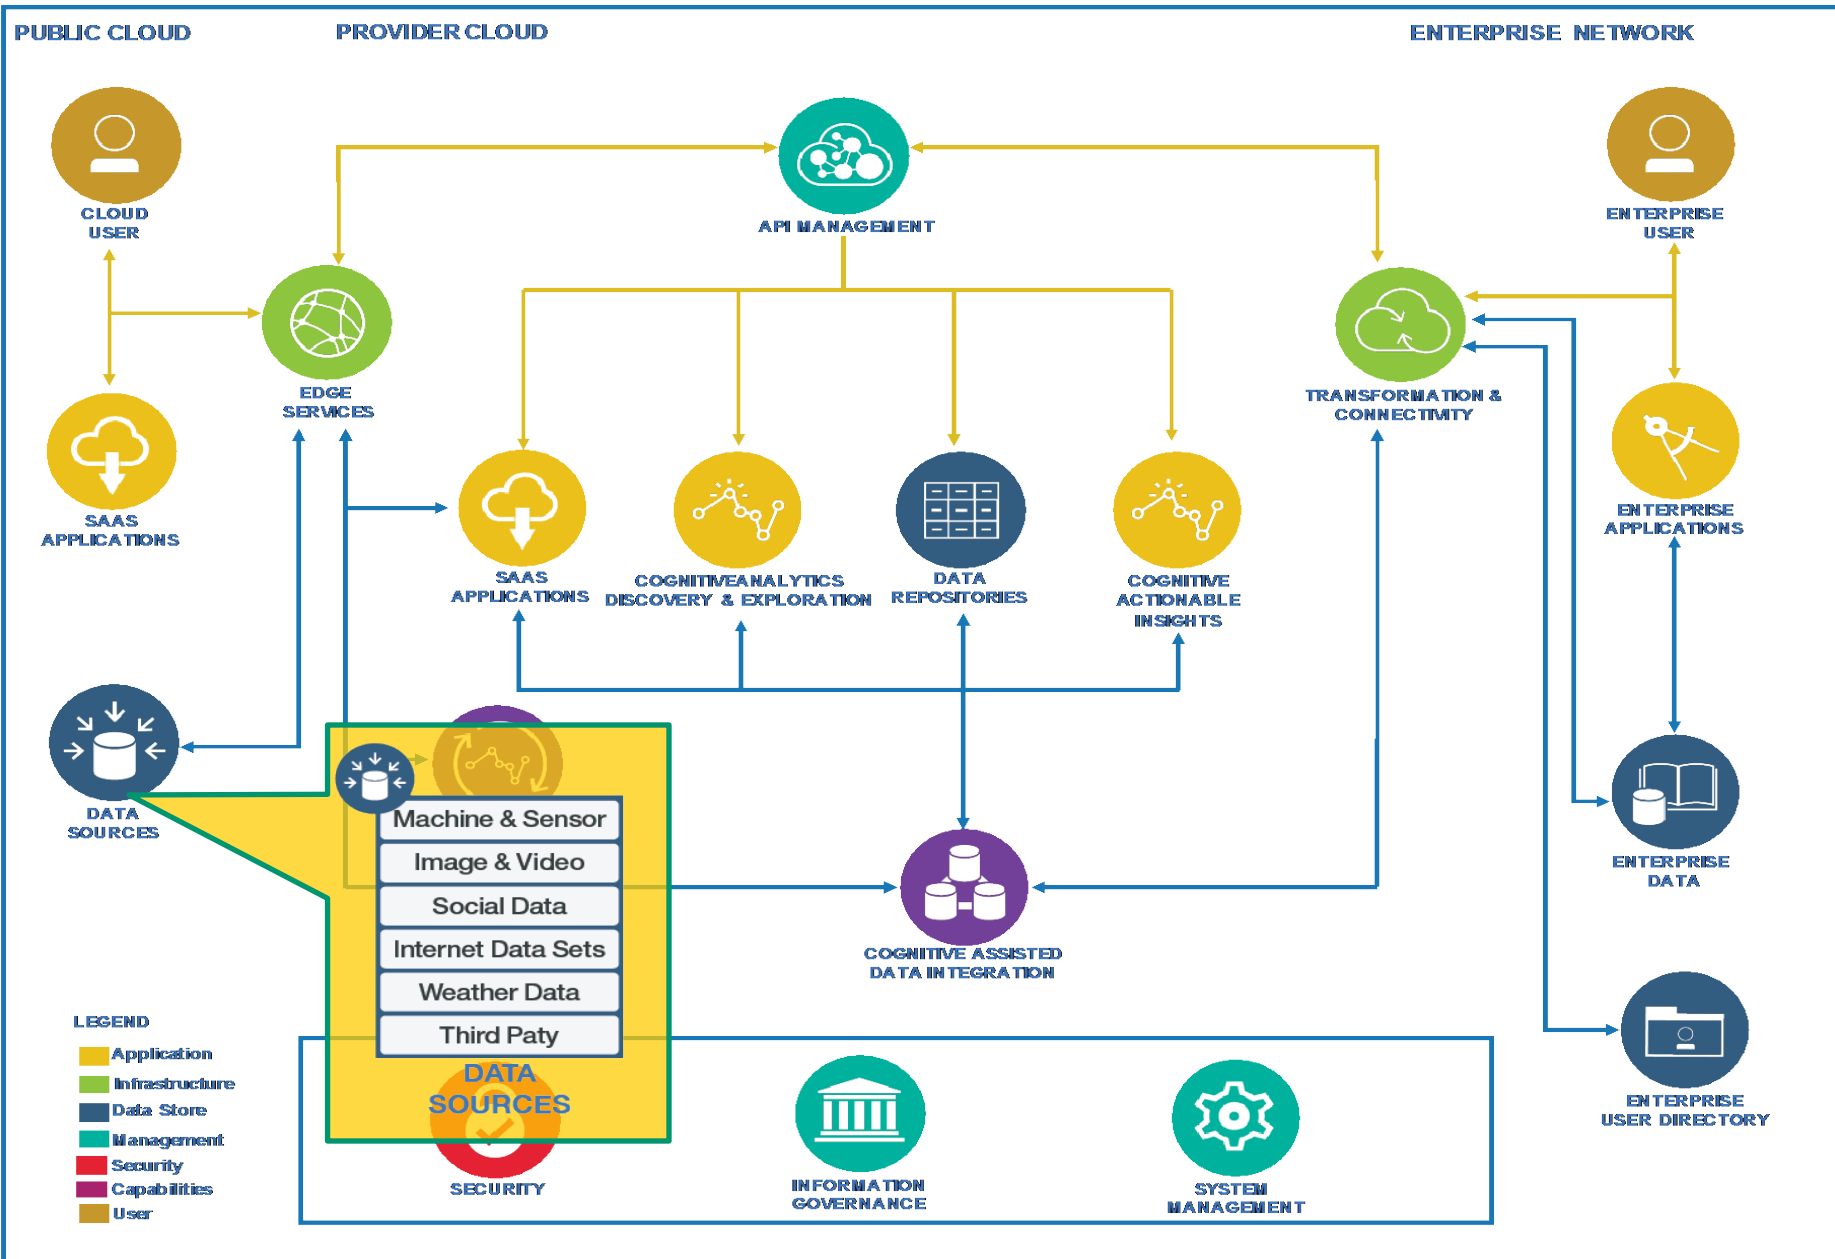 PUBLIC CLOUD
PROVIDER CLOUD
ENTERPRISE NETWORK
CLOUD
USER
API MANAGEMENT
ENTERPRISE
USER
EDGE
SERVICES
TRANSFORMATION &
CONNECTIVITY
SAAS
APPLICATIONS
SAAS
APPLICATIONS
COGNITIVEANALYTICS
DISCOVERY & EXPLORATION
DATA
REPOSITORIES
COGNITIVE
ACTIONABLE
INSIGHTS
ENTERPRISE
APPLICATIONS
DATA
SOURCES
Machine & Sensor
Image & Video
Social Data
Internet Data Sets
Weather Data
Third Paty
DATA
SOURCES
COGNITIVE ASSISTED
DATA INTEGRATION
ENTERPRISE
DATA
ENTERPRISE
USER DIRECTORY
LEGEND
Application
Infrastructure
Data Store
Management
Security
Capabilities
User
SECURITY
INFORMATION
GOVERNANCE
SYSTEM
MANAGEMENT